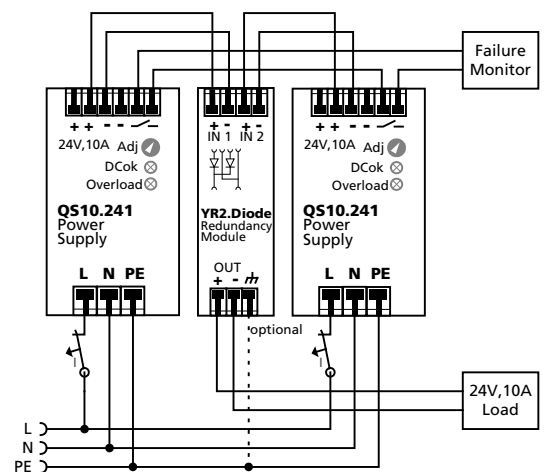 Failure
Monitor
+ + - -
24V,10A Adj
DCok
Overload
QS10.241
Power
Supply
L N PE
+ - + -
IN 1 IN 2
YR2.Diode
Redundancy
Module
OUT
+ -
optional
+ + - -
24V,10A Adj
DCok
Overload
QS10.241
Power
Supply
L N PE
I
I
24V,10A
Load
L
N
PE